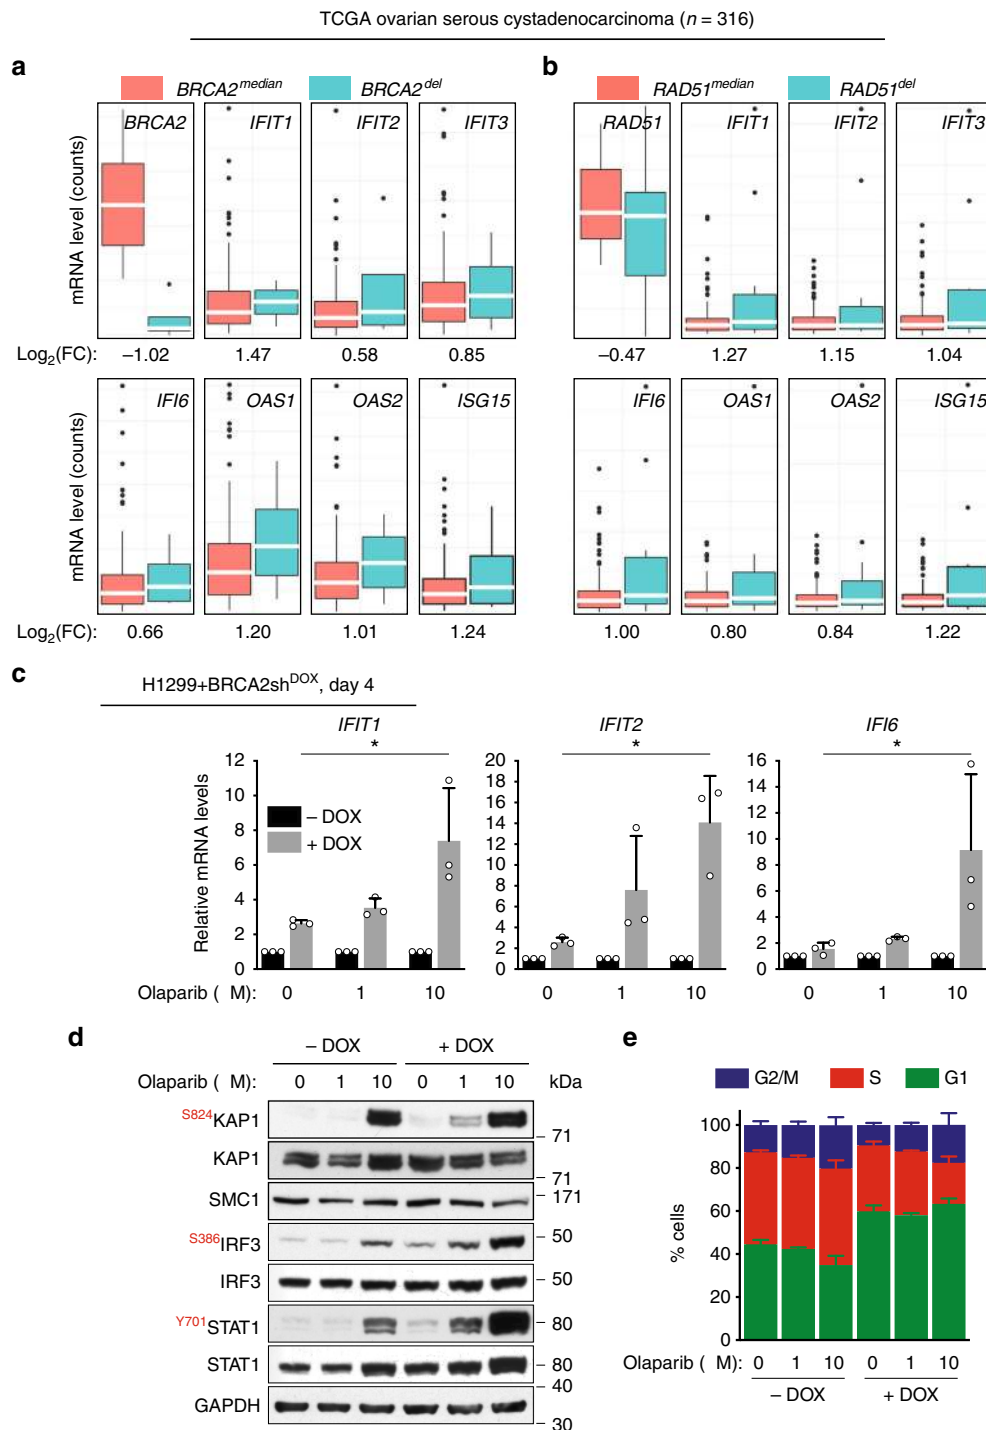 TCGA ovarian serous cystadenocarcinoma (n = 316)
a
BRCA2median BRCA2del
BRCA2 IFIT1 IFIT2 IFIT3
mRNA level (counts)
Log2(FC): –1.02 1.47 0.58 0.85
IFI6 OAS1 OAS2 ISG15
mRNA level (counts)
Log2(FC): 0.66 1.20 1.01 1.24
b
RAD51median RAD51del
RAD51 IFIT1 IFIT2 IFIT3
–0.47 1.27 1.15 1.04
IFI6 OAS1 OAS2 ISG15
1.00 0.80 0.84 1.22
c
H1299+BRCA2shDOX, day 4
IFIT1 IFIT2 IFI6
* * *
Relative mRNA levels
12
10
8
6
4
2
0
– DOX
+ DOX
20
18
16
14
12
10
8
6
4
2
0
16
14
12
10
8
6
4
2
0
Olaparib ( M): 0 1 10 0 1 10 0 1 10
d
– DOX + DOX
Olaparib ( M): 0 1 10 0 1 10 kDa
S824KAP1 – 71
KAP1 – 71
SMC1 – 171
S386IRF3 – 50
IRF3 – 50
Y701STAT1 – 80
STAT1 – 80
– 40
GAPDH
– 30
e
G2/M S G1
% cells
100
80
60
40
20
0
Olaparib ( M): 0 1 10 0 1 10
– DOX + DOX